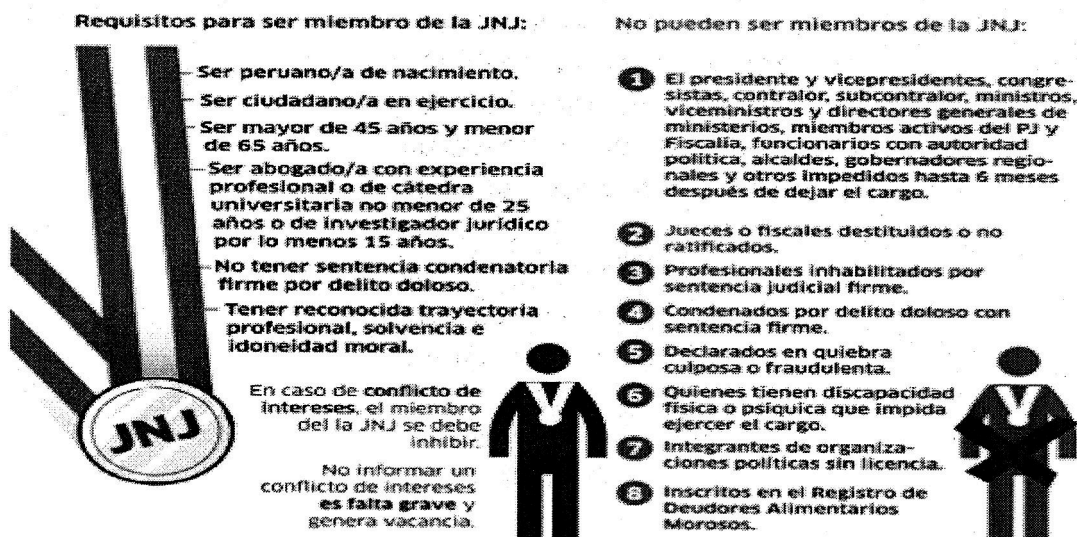 Requisitos para ser miembro de la JNJ:
Ser peruano/a de nacimiento.
Ser ciudadano/a en ejercicio.
Ser mayor de 45 años y menor
de 65 años.
Ser abogado/a con experiencia
profesional o de cátedra
universitaria no menor de 25
años o de investigador jurídico
por lo menos 15 años.
No tener sentencia condenatoria
firme por delito doloso.
Tener reconocida trayectoria
profesional, solvencia e
idoneidad moral.
JNJ
En caso de conflicto de
intereses, el miembro
del la JNJ se debe
inhibir.
No informar un
conflicto de intereses
es falta grave y
genera vacancia.
No pueden ser miembros de la JNJ:
1 El presidente y vicepresidentes, congre-
sistas, contralor, subcontralor, ministros,
viceministros y directores generales de
ministerios, miembros activos del PJ y
Fiscalía, funcionarios con autoridad
política, alcaldes, gobernadores regio-
nales y otros impedidos hasta 6 meses
después de dejar el cargo.
2 Jueces o fiscales destituidos o no
ratificados.
3 Profesionales inhabilitados por
sentencia judicial firme.
4 Condenados por delito doloso con
sentencia firme.
5 Declarados en quiebra
culposa o fraudulenta.
6 Quienes tienen discapacidad
física o psíquica que impida
ejercer el cargo.
7 Integrantes de organiza-
ciones políticas sin licencia.
8 Inscritos en el Registro de
Deudores Alimentarios
Morosos.